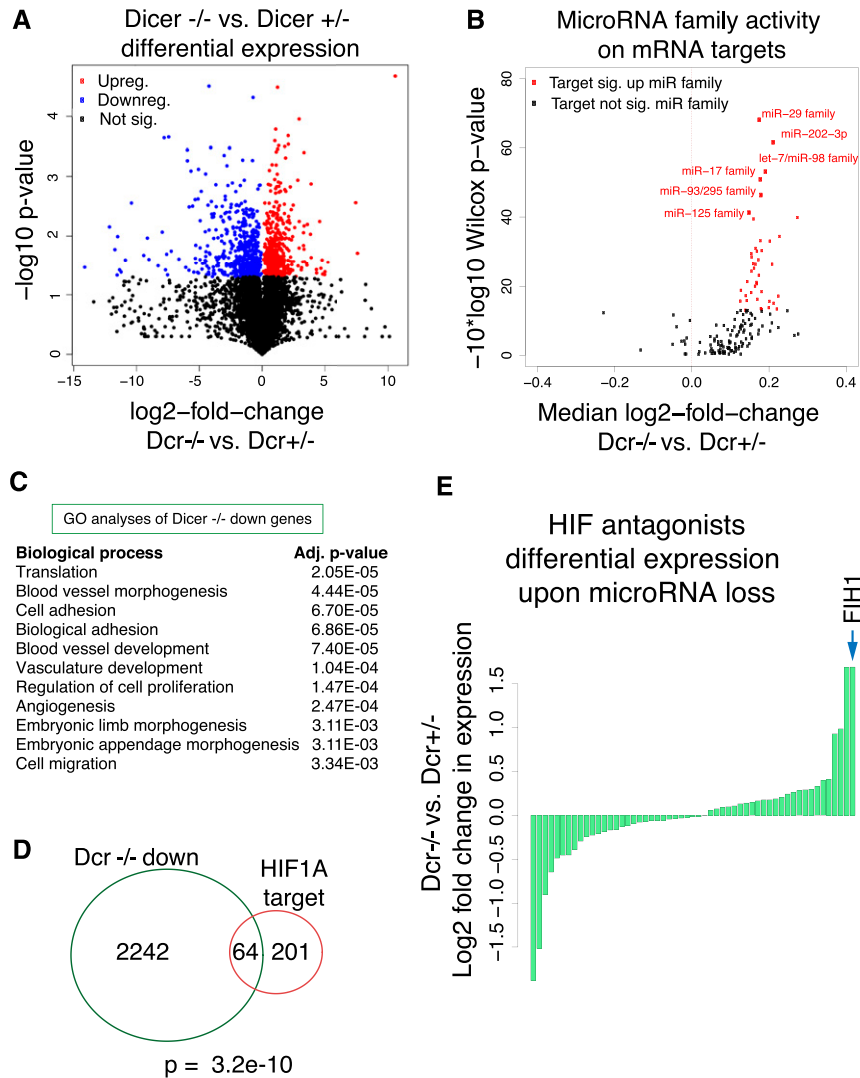 A
Dicer -/- vs. Dicer +/-
differential expression
Upreg.
Downreg.
Not sig.
−log10 p−value
0
1
2
3
4
−15
−10
−5
0
5
10
log2−fold−change
Dcr-/- vs. Dcr+/-
B
MicroRNA family activity
on mRNA targets
Target sig. up miR family
Target not sig. miR family
miR−29 family
miR−202−3p
let−7/miR−98 family
miR−17 family
miR−93/295 family
miR−125 family
−10*log10 Wilcox p−value
0
20
40
60
80
−0.4
−0.2
0.0
0.2
0.4
Median log2−fold−change
Dcr-/- vs. Dcr+/-
C
GO analyses of Dicer -/- down genes
Biological process Adj. p-value
Translation 2.05E-05
Blood vessel morphogenesis 4.44E-05
Cell adhesion 6.70E-05
Biological adhesion 6.86E-05
Blood vessel development 7.40E-05
Vasculature development 1.04E-04
Regulation of cell proliferation 1.47E-04
Angiogenesis 2.47E-04
Embryonic limb morphogenesis 3.11E-03
Embryonic appendage morphogenesis 3.11E-03
Cell migration 3.34E-03
D
Dcr -/- down
HIF1A
target
2242 64 201
p = 3.2e-10
E
HIF antagonists
differential expression
upon microRNA loss
FIH1
Dcr-/- vs. Dcr+/-
Log2 fold change in expression
−1.5
−1.0
−0.5
0.0
0.5
1.0
1.5